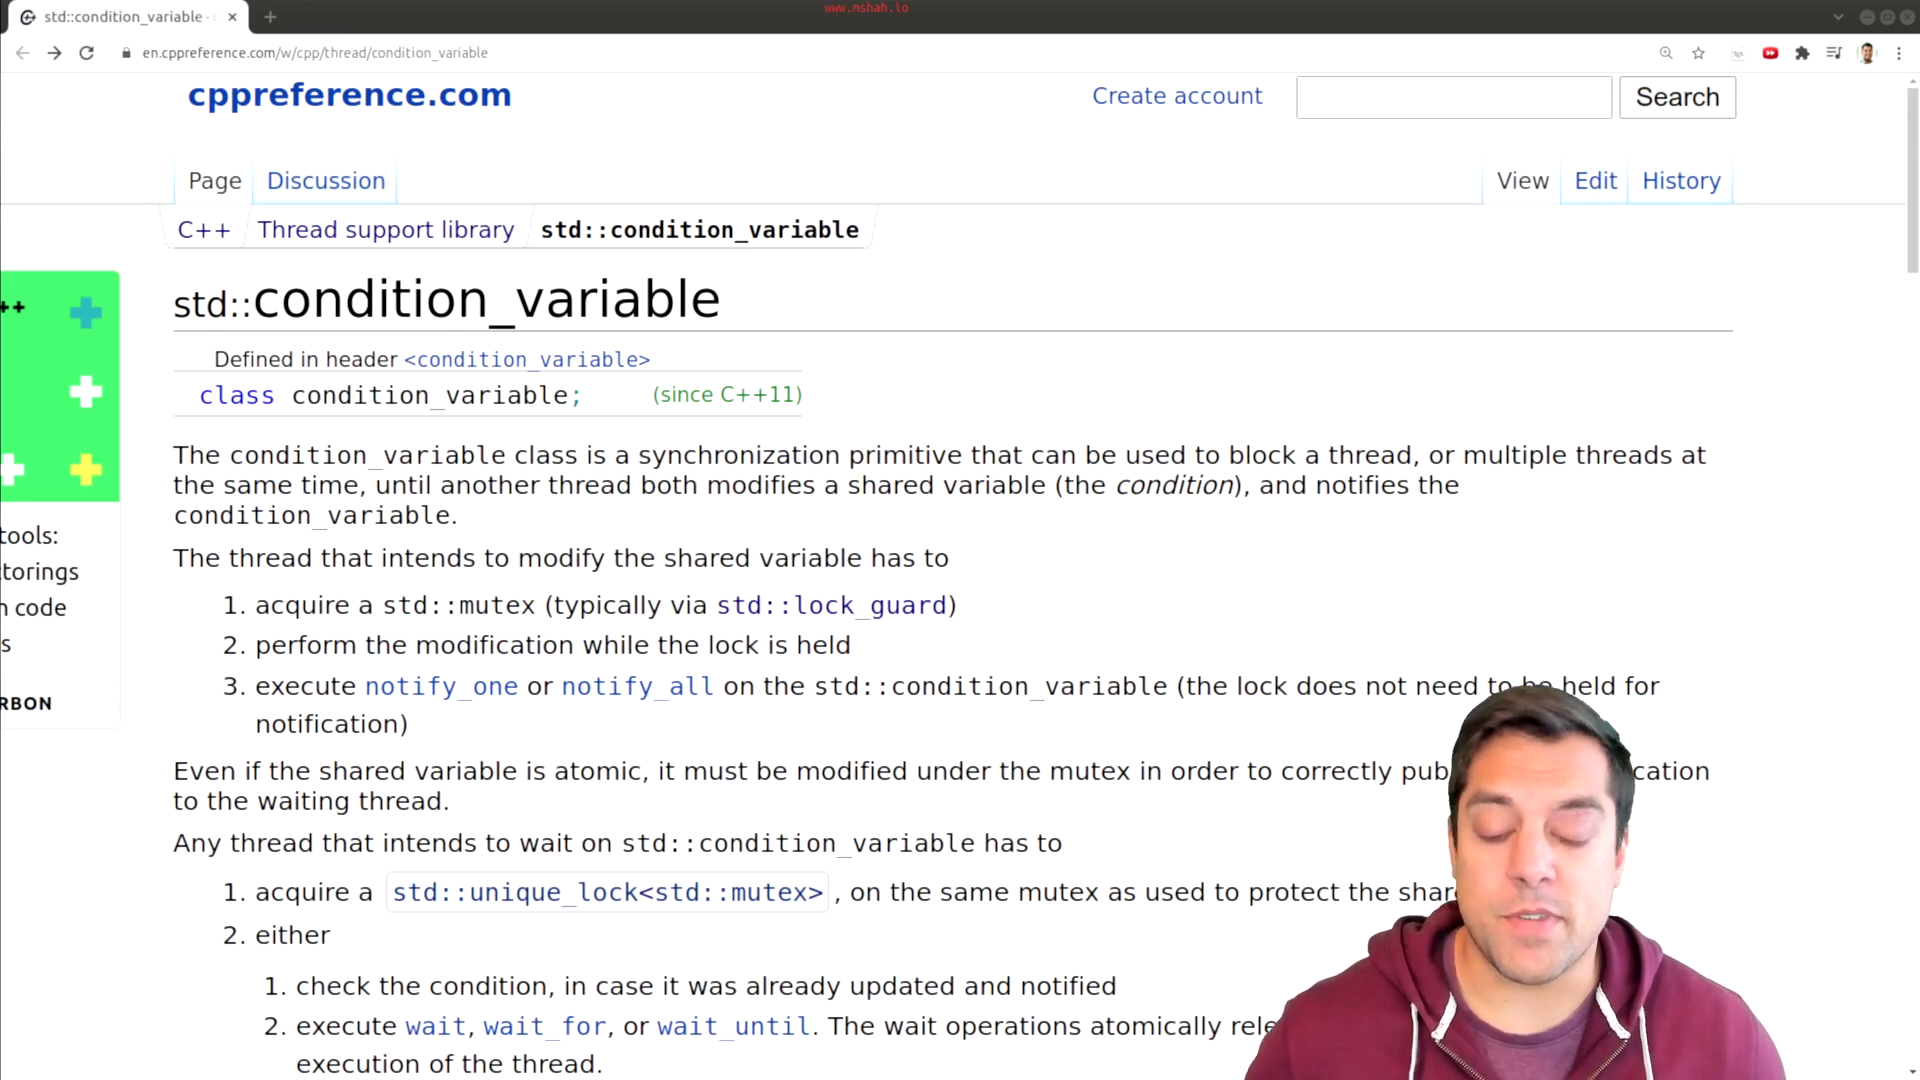 www.mshah.io
std::condition_variable -
en.cppreference.com/w/cpp/thread/condition_variable
cppreference.com
Create account
Search
Page
Discussion
View
Edit
History
C++
Thread support library
std::condition_variable
++
std::condition_variable
Defined in header <condition_variable>
class condition_variable;
(since C++11)
The condition_variable class is a synchronization primitive that can be used to block a thread, or multiple threads at
the same time, until another thread both modifies a shared variable (the condition), and notifies the
condition_variable.
tools:
torings
code
s
RBON
The thread that intends to modify the shared variable has to
1. acquire a std::mutex (typically via std::lock_guard)
2. perform the modification while the lock is held
3. execute notify_one or notify_all on the std::condition_variable (the lock does not need to be held for
notification)
Even if the shared variable is atomic, it must be modified under the mutex in order to correctly pub cation
to the waiting thread.
Any thread that intends to wait on std::condition_variable has to
1. acquire a std::unique_lock<std::mutex> , on the same mutex as used to protect the shar
2. either
1. check the condition, in case it was already updated and notified
2. execute wait, wait_for, or wait_until. The wait operations atomically rele
execution of the thread.